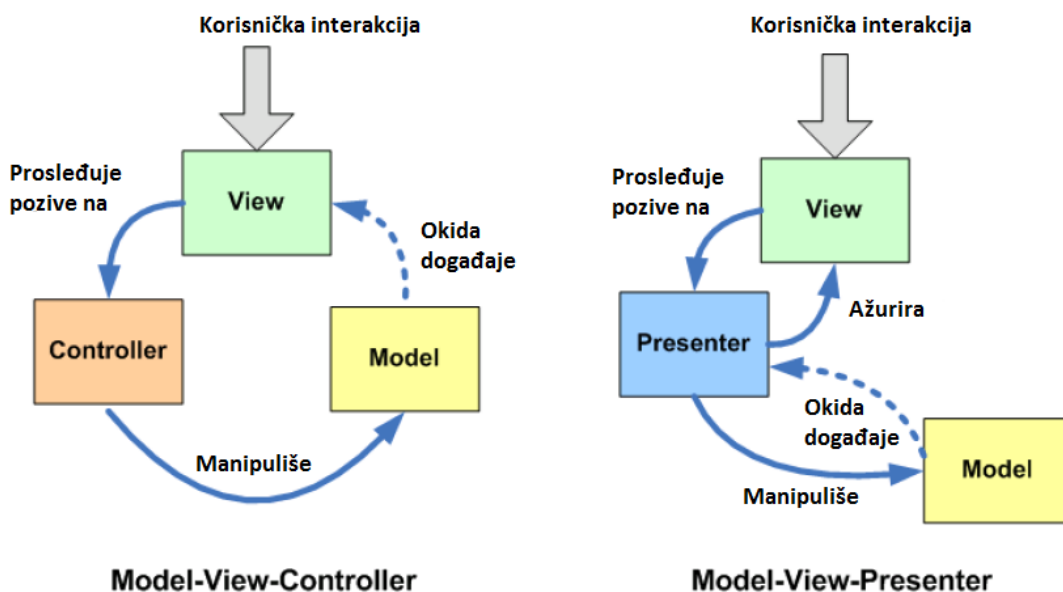 Korisnička interakcija
Prosleđuje
pozive na
View
Okida
događaje
Controller
Model
Manipuliše
Model-View-Controller
Korisnička interakcija
Prosleđuje
pozive na
View
Ažurira
Presenter
Okida
događaje
Model
Manipuliše
Model-View-Presenter